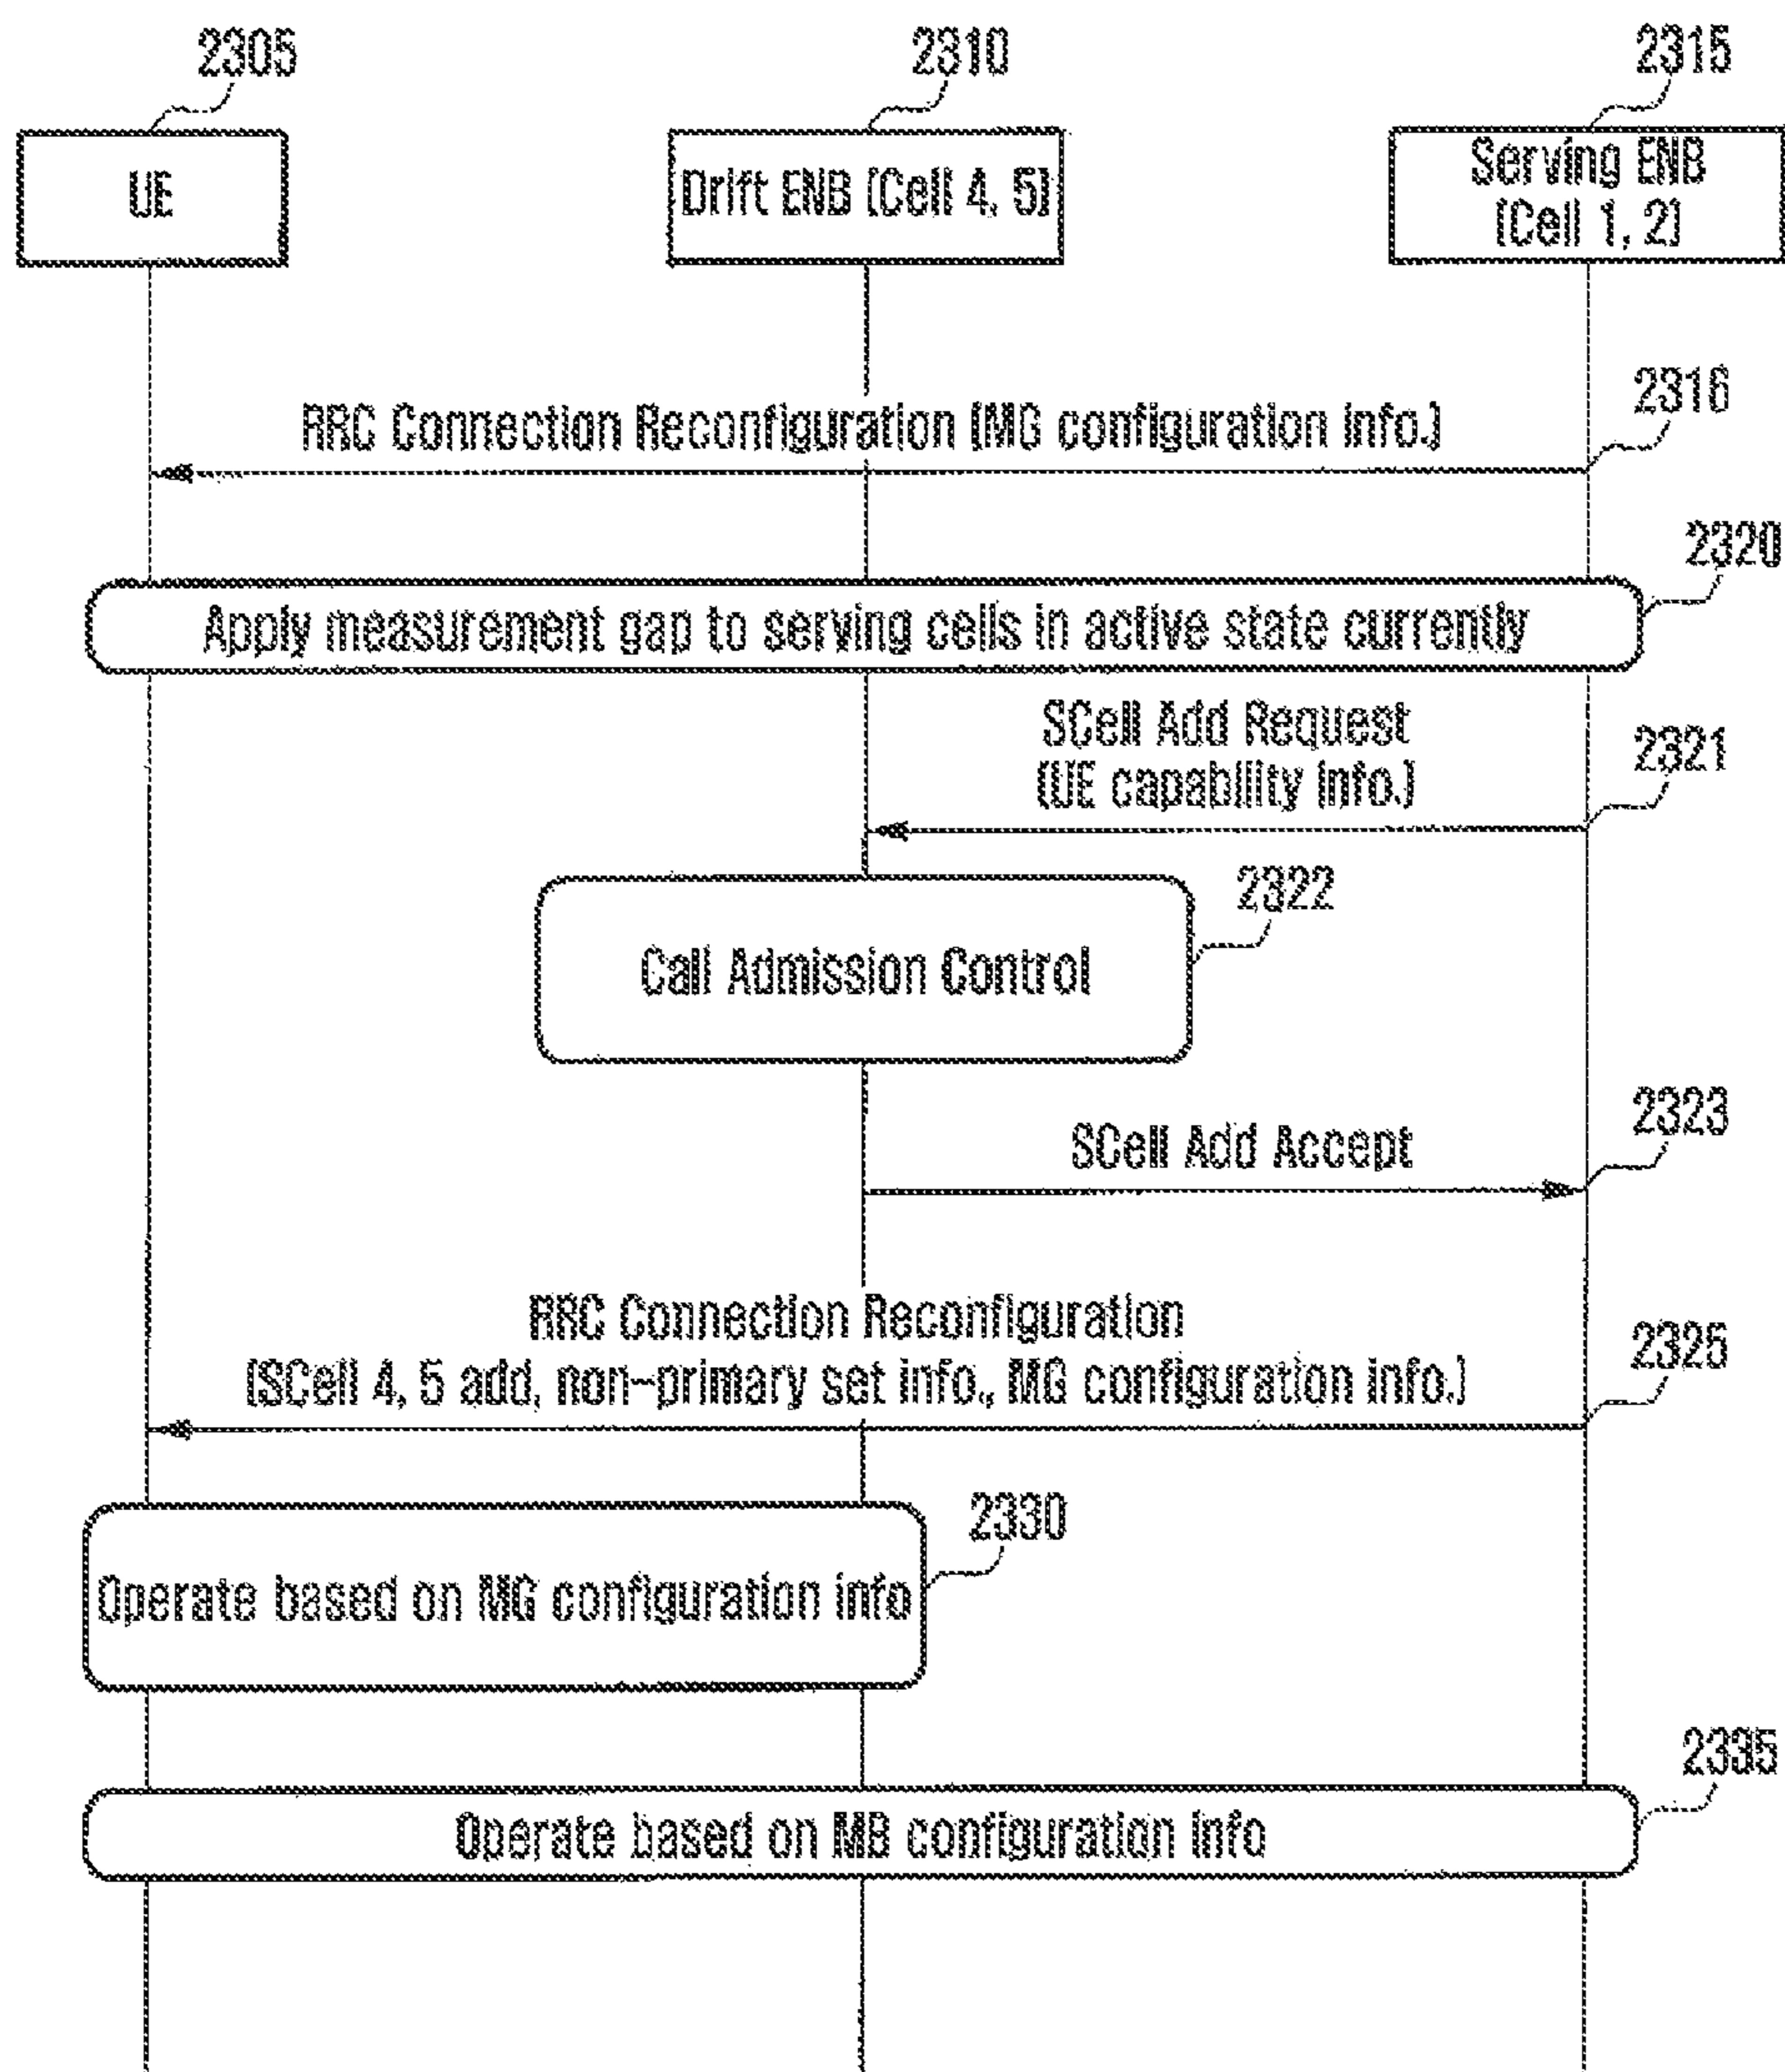 2305
2310
2315
UE
Drift ENB (Cell 4, 5)
Serving ENB
(Cell 1, 2)
2316
RRC Connection Reconfiguration (MG configuration info.)
2320
Apply measurement gap to serving cells in active state currently
SCell Add Request
(UE capability info.)
2321
2322
Call Admission Control
2323
SCell Add Accept
RRC Connection Reconfiguration
(SCell 4, 5 add, non-primary set info., MG configuration info.)
2325
2330
Operate based on MG configuration info
2335
Operate based on MB configuration info